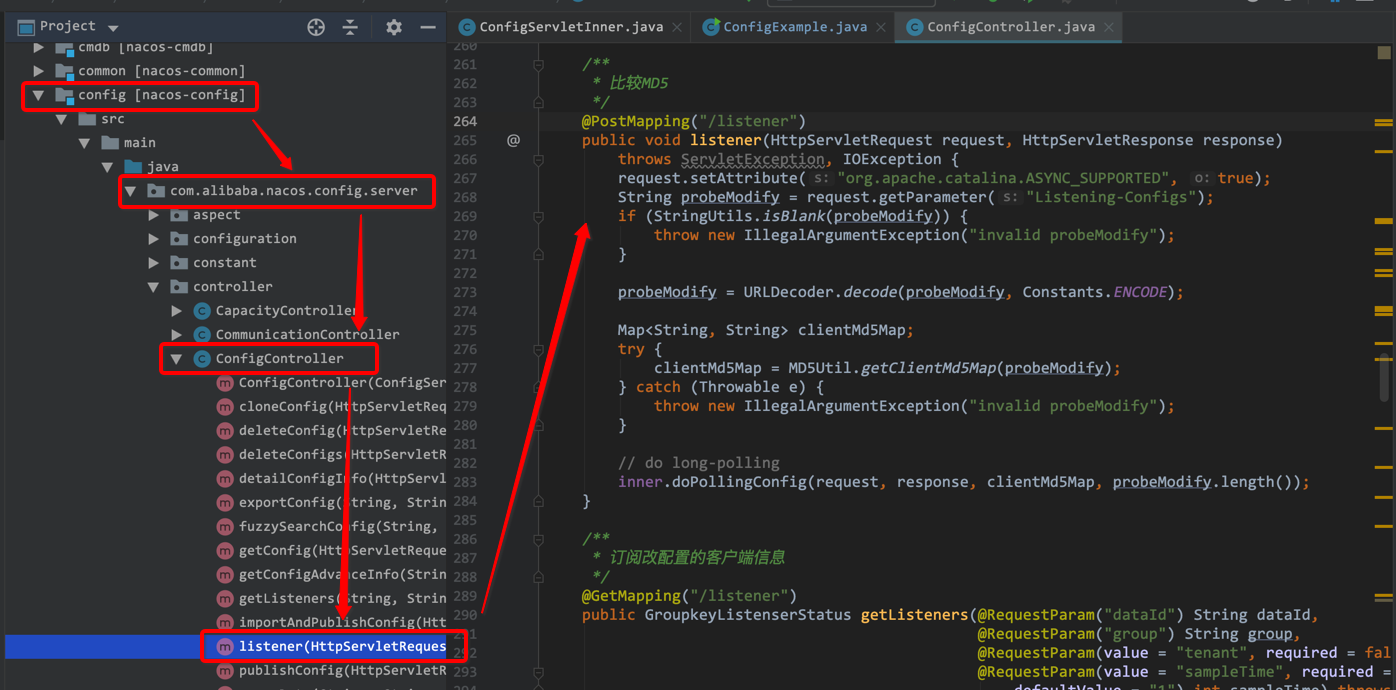 Project
cmdb [nacos-cmdb]
common [nacos-common]
config [nacos-config]
src
main
java
com.alibaba.nacos.config.server
aspect
configuration
constant
controller
CapacityController
CommunicationController
ConfigController
ConfigController(ConfigSer
cloneConfig(HttpServletReq
deleteConfig(HttpServletRe
deleteConfigs(HttpServletR
detailConfigInfo(HttpServl
exportConfig(String, Strin
fuzzySearchConfig(String,
getConfig(HttpServletReque
getConfigAdvanceInfo(Strin
getListeners(String, Strin
importAndPublishConfig(Htt
listener(HttpServletReques
publishConfig(HttpServletR
ConfigServletInner.java
ConfigExample.java
ConfigController.java
260
261 /**
262 * 比较MD5
263 */
264 @PostMapping("/listener")
265 @ public void listener(HttpServletRequest request, HttpServletResponse response)
266 throws ServletException, IOException {
267 request.setAttribute( s: "org.apache.catalina.ASYNC_SUPPORTED", o: true);
268 String probeModify = request.getParameter( s: "Listening-Configs");
269 if (StringUtils.isBlank(probeModify)) {
270 throw new IllegalArgumentException("invalid probeModify");
271 }
272
273 probeModify = URLDecoder.decode(probeModify, Constants.ENCODE);
274
275 Map<String, String> clientMd5Map;
276 try {
277 clientMd5Map = MD5Util.getClientMd5Map(probeModify);
278 } catch (Throwable e) {
279 throw new IllegalArgumentException("invalid probeModify");
280 }
281
282 // do long-polling
283 inner.doPollingConfig(request, response, clientMd5Map, probeModify.length());
284 }
285
286 /**
287 * 订阅改配置的客户端信息
288 */
289 @GetMapping("/listener")
290 public GroupkeyListenserStatus getListeners(@RequestParam("dataId") String dataId,
291 @RequestParam("group") String group,
292 @RequestParam(value = "tenant", required = fal
293 @RequestParam(value = "sampleTime", required =
294 defaultValue = "1") int sampleTime) throws